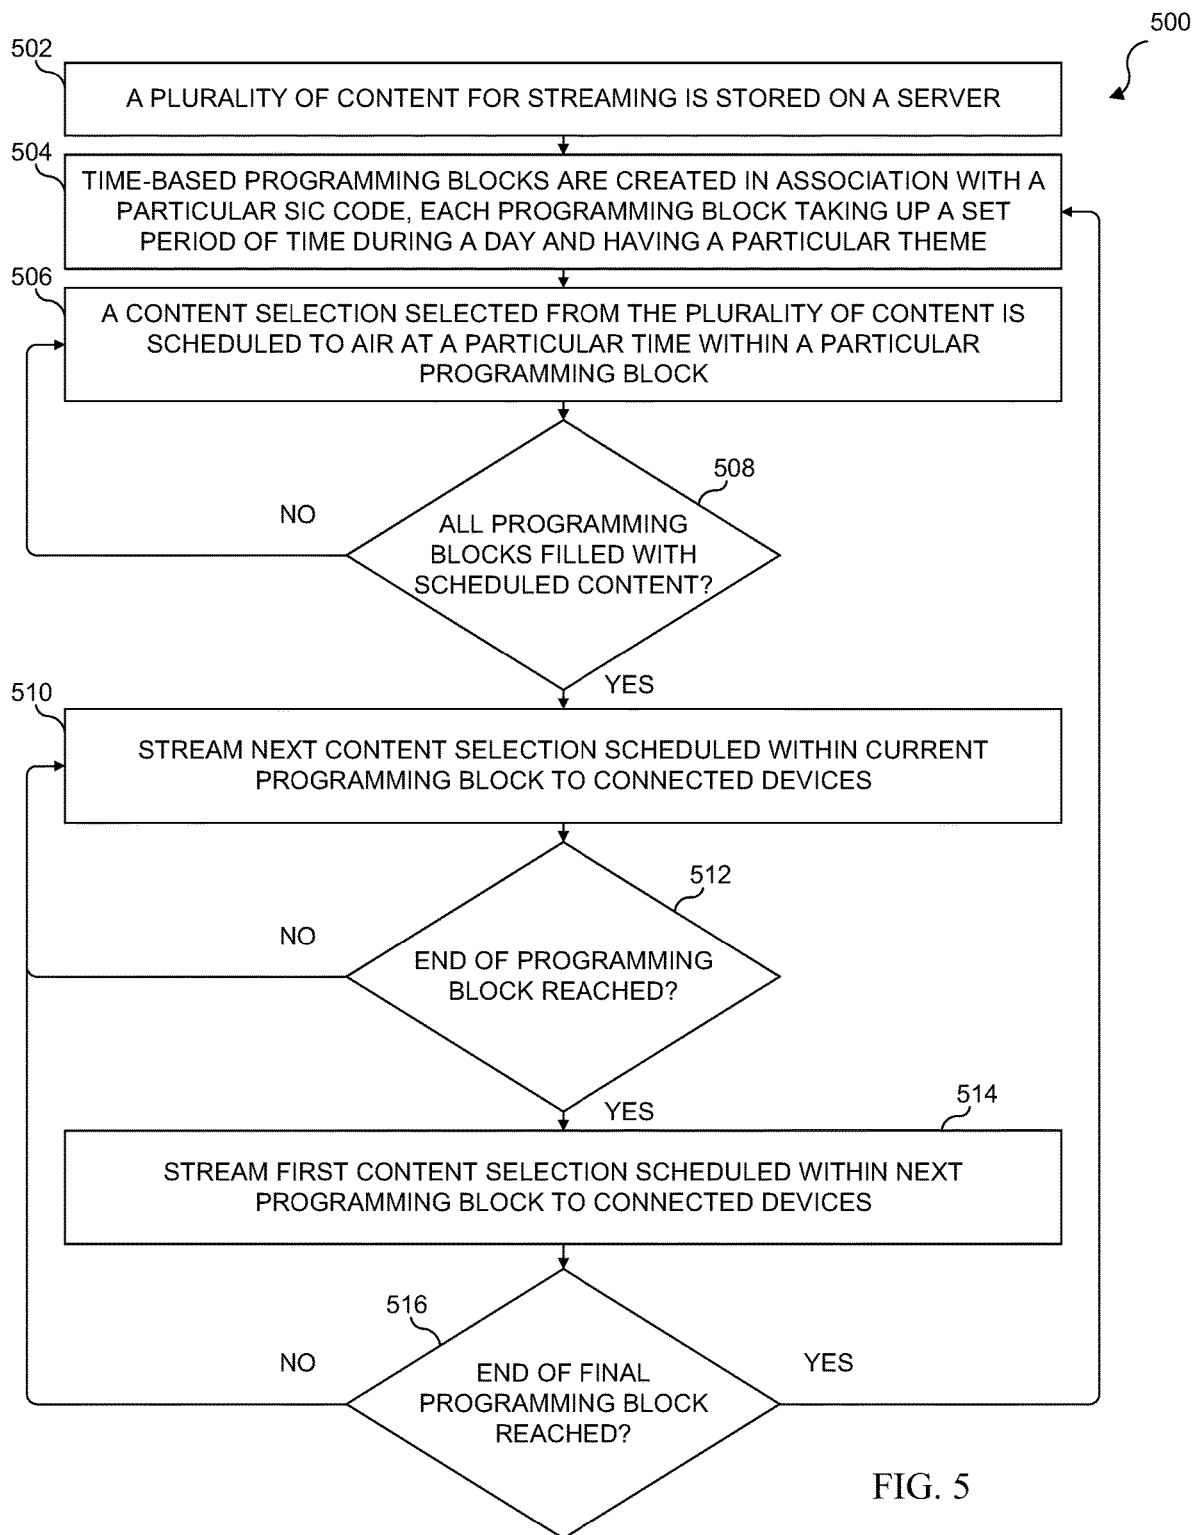 500
502
A PLURALITY OF CONTENT FOR STREAMING IS STORED ON A SERVER
504
TIME-BASED PROGRAMMING BLOCKS ARE CREATED IN ASSOCIATION WITH A
PARTICULAR SIC CODE, EACH PROGRAMMING BLOCK TAKING UP A SET
PERIOD OF TIME DURING A DAY AND HAVING A PARTICULAR THEME
506
A CONTENT SELECTION SELECTED FROM THE PLURALITY OF CONTENT IS
SCHEDULED TO AIR AT A PARTICULAR TIME WITHIN A PARTICULAR
PROGRAMMING BLOCK
508
NO
ALL PROGRAMMING
BLOCKS FILLED WITH
SCHEDULED CONTENT?
YES
510
STREAM NEXT CONTENT SELECTION SCHEDULED WITHIN CURRENT
PROGRAMMING BLOCK TO CONNECTED DEVICES
512
NO
END OF PROGRAMMING
BLOCK REACHED?
YES
514
STREAM FIRST CONTENT SELECTION SCHEDULED WITHIN NEXT
PROGRAMMING BLOCK TO CONNECTED DEVICES
516
NO
YES
END OF FINAL
PROGRAMMING BLOCK
REACHED?
FIG. 5